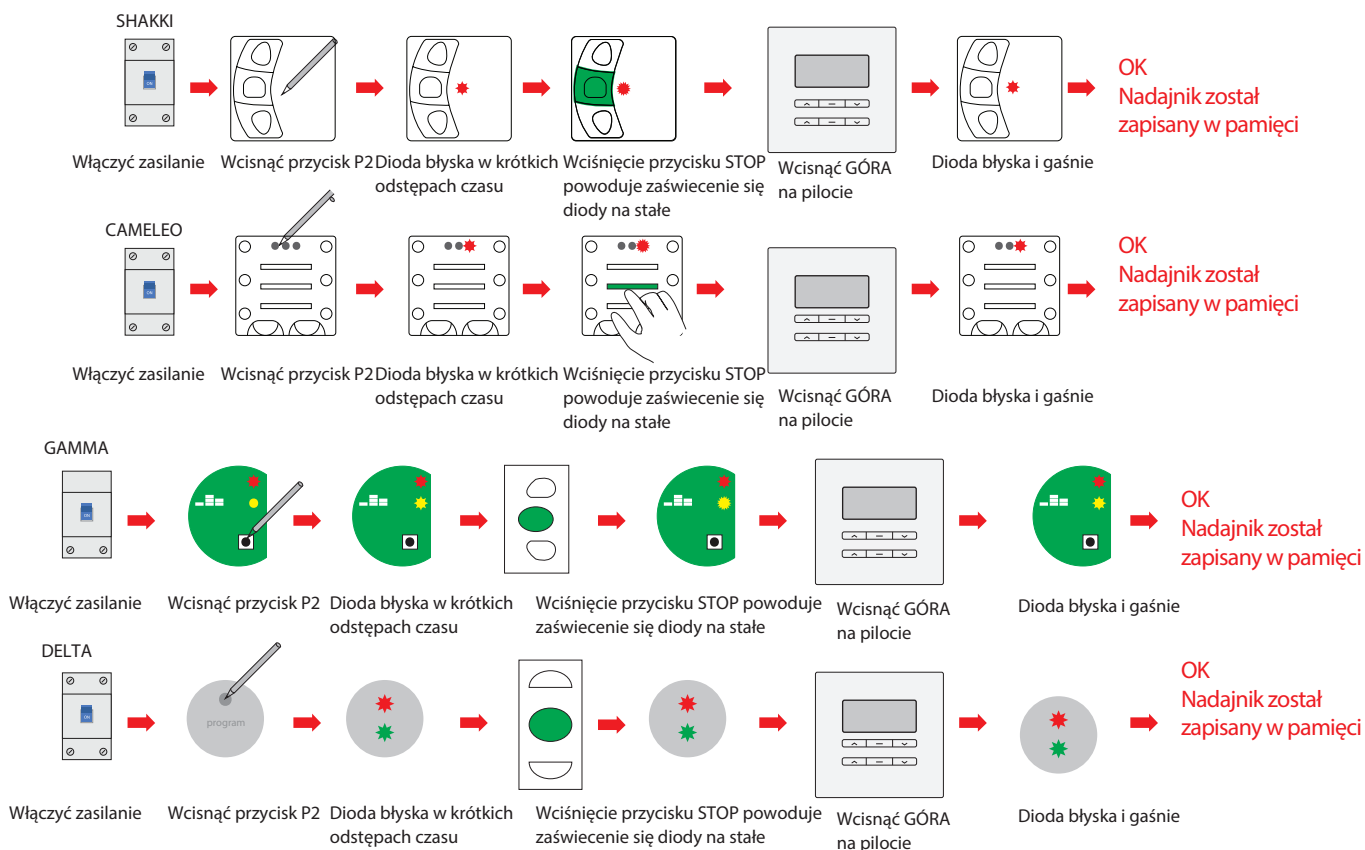 SHAKKI
ON
OK
Nadajnik został
zapisany w pamięci
Włączyć zasilanie
Wcisnąć przycisk P2
Dioda błyska w krótkich
odstępach czasu
Wciśnięcie przycisku STOP
powoduje zaświecenie się
diody na stałe
Wcisnąć GÓRA
na pilocie
Dioda błyska i gaśnie
CAMELEO
ON
OK
Nadajnik został
zapisany w pamięci
Włączyć zasilanie
Wcisnąć przycisk P2
Dioda błyska w krótkich
odstępach czasu
Wciśnięcie przycisku STOP
powoduje zaświecenie się
diody na stałe
Wcisnąć GÓRA
na pilocie
Dioda błyska i gaśnie
GAMMA
ON
OK
Nadajnik został
zapisany w pamięci
Włączyć zasilanie
Wcisnąć przycisk P2
Dioda błyska w krótkich
odstępach czasu
Wciśnięcie przycisku STOP powoduje
zaświecenie się diody na stałe
Wcisnąć GÓRA
na pilocie
Dioda błyska i gaśnie
DELTA
ON
program
OK
Nadajnik został
zapisany w pamięci
Włączyć zasilanie
Wcisnąć przycisk P2
Dioda błyska w krótkich
odstępach czasu
Wciśnięcie przycisku STOP powoduje
zaświecenie się diody na stałe
Wcisnąć GÓRA
na pilocie
Dioda błyska i gaśnie